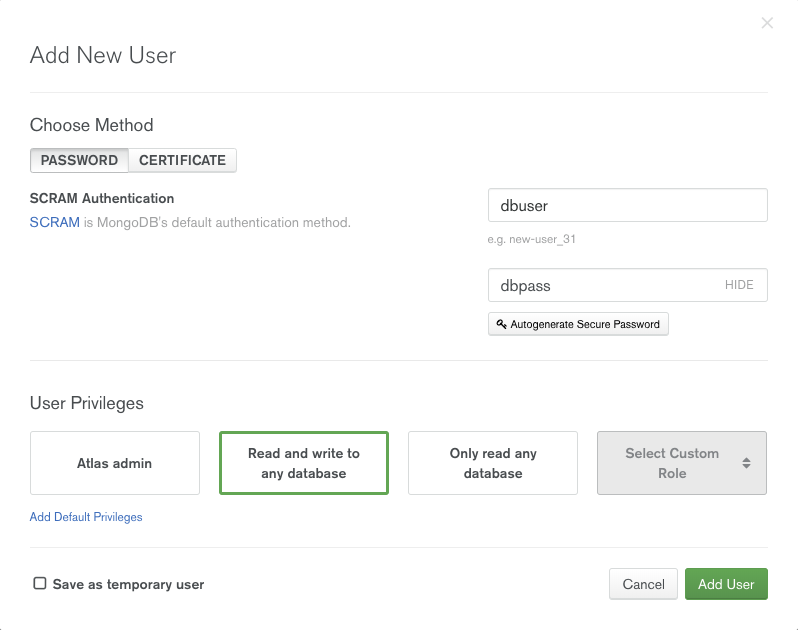 ×
Add New User
Choose Method
PASSWORD CERTIFICATE
SCRAM Authentication
SCRAM is MongoDB's default authentication method.
dbuser
e.g. new-user_31
dbpass HIDE
Autogenerate Secure Password
User Privileges
Atlas admin
Read and write to
any database
Only read any
database
Select Custom
Role
Add Default Privileges
Save as temporary user
Cancel Add User